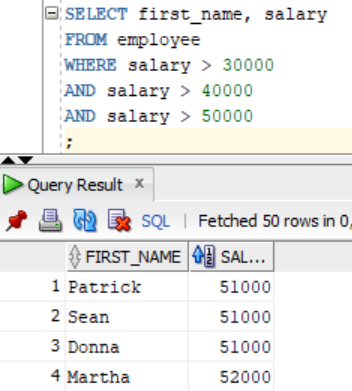 SELECT first_name, salary
FROM employee
WHERE salary > 30000
AND salary > 40000
AND salary > 50000
;
Query Result x
SQL | Fetched 50 rows in 0,
FIRST_NAME SAL...
1 Patrick 51000
2 Sean 51000
3 Donna 51000
4 Martha 52000